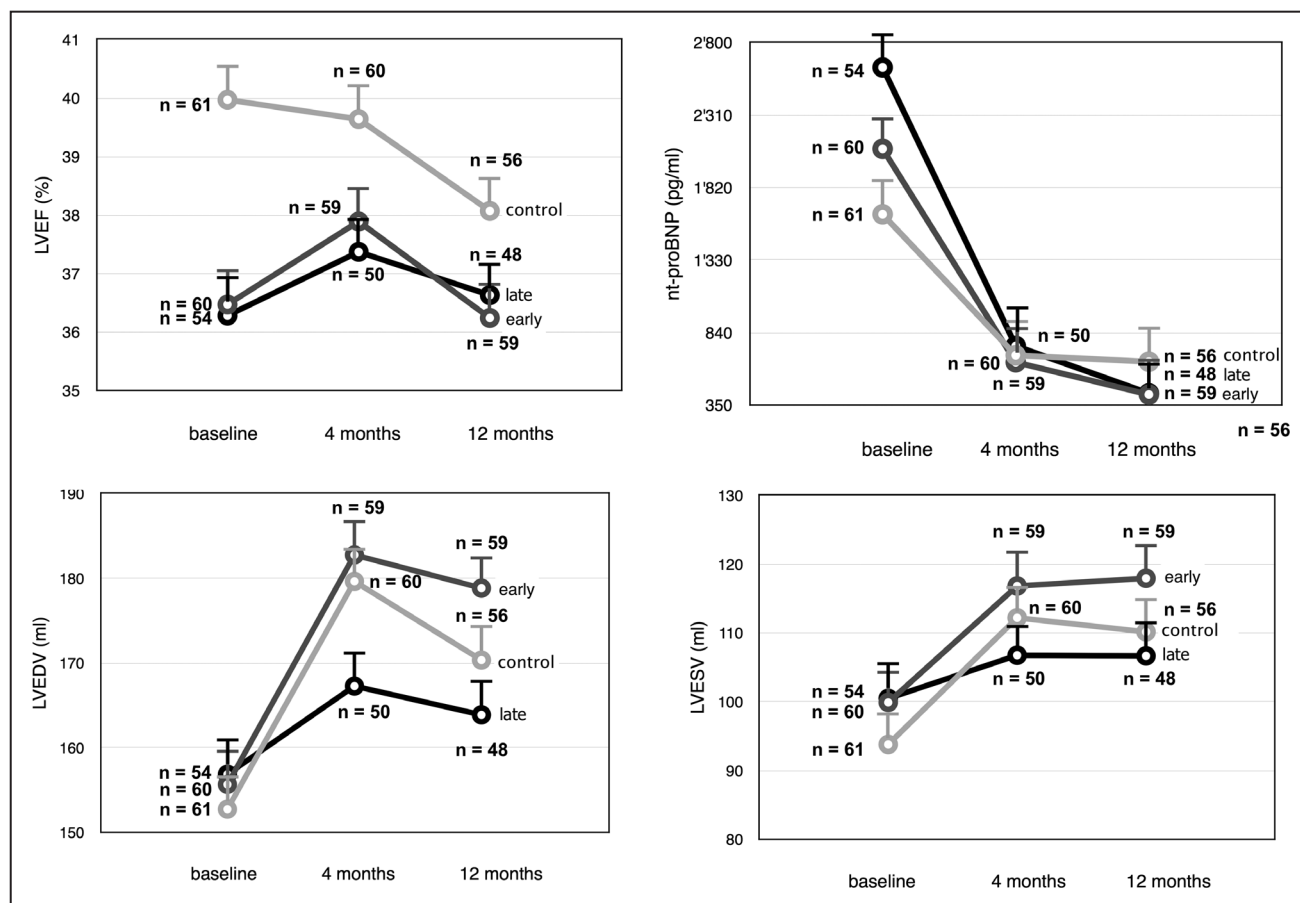 LVEF (%)
41
40
39
38
37
36
35
n = 61
n = 60
n = 56
control
n = 59
n = 50
n = 48
late
early
n = 59
n = 60
n = 54
baseline
4 months
12 months
nt-proBNP (pg/ml)
2'800
2'310
1'820
1'330
840
350
n = 54
n = 60
n = 61
n = 50
n = 60
n = 59
n = 56 control
n = 48 late
n = 59 early
n = 56
baseline
4 months
12 months
LVEDV (ml)
190
180
170
160
150
n = 59
n = 59
early
n = 60
n = 56
control
n = 50
late
n = 48
n = 54
n = 60
n = 61
baseline
4 months
12 months
LVESV (ml)
130
120
110
100
90
80
n = 59
n = 59
early
n = 60
n = 56
control
late
n = 50
n = 48
n = 54
n = 60
n = 61
baseline
4 months
12 months